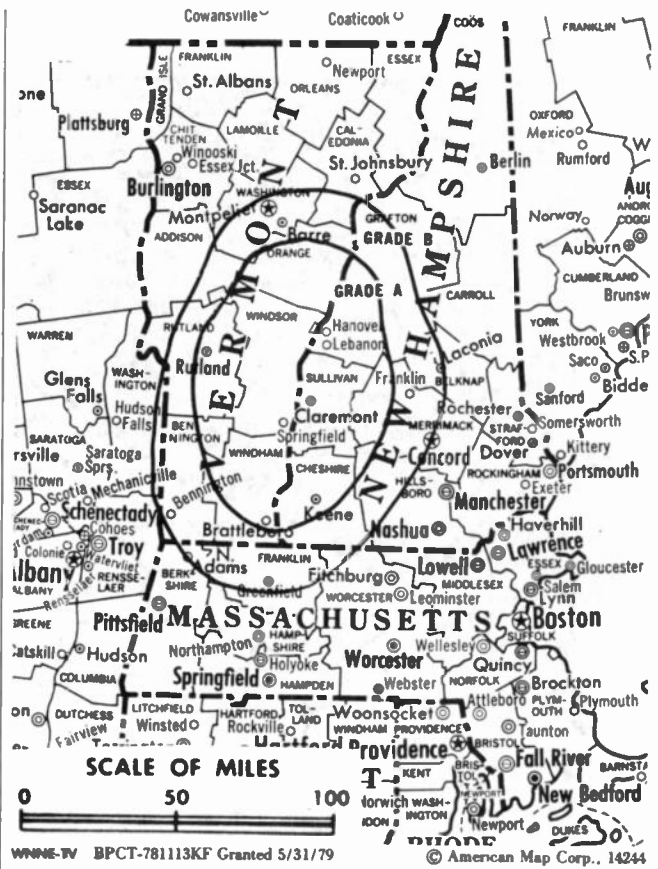 Cowansville
Coaticook
COÖS
FRANKLIN
FRANKLIN
ESSEX
GRAND ISLE
St. Albans
Newport
ORLEANS
Plattsburg
LAMOILLE
CAL-
EDONIA
CHIT
TENDEN
Winooski
Essex Jct.
St. Johnsbury
Berlin
OXFORD
Mexico
Rumford
ESSEX
Saranac
Lake
Burlington
WASHINGTON
Montpelier
Barre
ADDISON
ORANGE
GRAFTON
GRADE B
GRADE A
Norway
Auburn
CUMBERLAND
CARROLL
VERMONT
NEW HAMPSHIRE
WINDSOR
Hanover
Lebanon
YORK
Westbrook
Saco
Sanford
WARREN
WASH-
INGTON
RUTLAND
Rutland
Glens
Falls
Hudson
Falls
SULLIVAN
Franklin
Laconia
BELKNAP
Claremont
Springfield
Rochester
MERRIMACK
STRAF-
FORD
Somersworth
Dover
Kittery
Concord
SARATOGA
Saratoga
Sprs.
BEN
NINGTON
WINDHAM
CHESHIRE
HILLS-
BORO
ROCKINGHAM
Portsmouth
Exeter
Mechanicville
Scotia
Schenectady
Bennington
Keene
Manchester
Cohoes
Colonie
Troy
Watervliet
Brattleboro
Nashua
Haverhill
Lawrence
RENSSE-
LAER
Rensselaer
N.
Adams
BERK-
SHIRE
FRANKLIN
Greenfield
Fitchburg
WORCESTER
Leominster
Lowell
MIDDLESEX
ESSEX
Gloucester
Salem
Lynn
Pittsfield
MASSACHUSETTS
Boston
SUFFOLK
Hudson
Northampton
HAMP-
SHIRE
Holyoke
Worcester
Wellesley
Quincy
COLUMBIA
Springfield
HAMPDEN
Webster
NORFOLK
Brockton
DUTCHESS
Fairview
LITCHFIELD
Winsted
HARTFORD
Rockville
TOL-
LAND
Woonsocket
WINDHAM
PROVIDENCE
Attleboro
PLYM-
OUTH
Plymouth
Taunton
Providence
BRISTOL
Fall River
KENT
BRIS-
TOL
New Bedford
WASH-
INGTON
NEWPORT
Newport
DUKES
RHODE
SCALE OF MILES
0 50 100
WNNE-TV BPCT-781113KF Granted 5/31/79
© American Map Corp., 14244